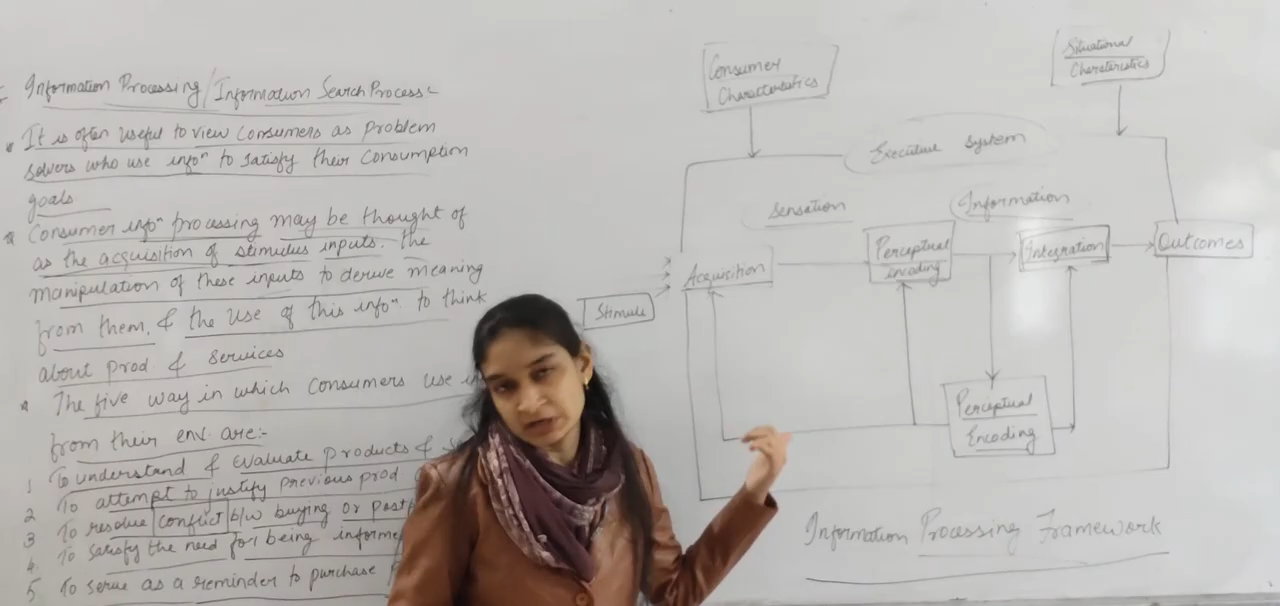 Information Processing/Information Search Process
It is often useful to view Consumers as problem
solvers who use infoⁿ to satisfy their Consumption
goals
Consumer infoⁿ processing may be thought of
as the acquisition of stimulus inputs. the
manipulation of these inputs to derive meaning
from them, & the use of this infoⁿ. to think
about prod. & services
The five way in which Consumers use
from their env. are:-
1 To understand & evaluate products &
2 To attempt to justify previous prod
3 To resolve conflict b/w buying or
4. To satisfy the need for being
5. To serve as a reminder to purchase
Consumer
Characteristics
Situational
Charateristics
Executive System
Sensation
Information
Stimuli
Acquisition
Perceptual
encoding
Integration
Outcomes
Perceptual
Encoding
Information Processing Framework